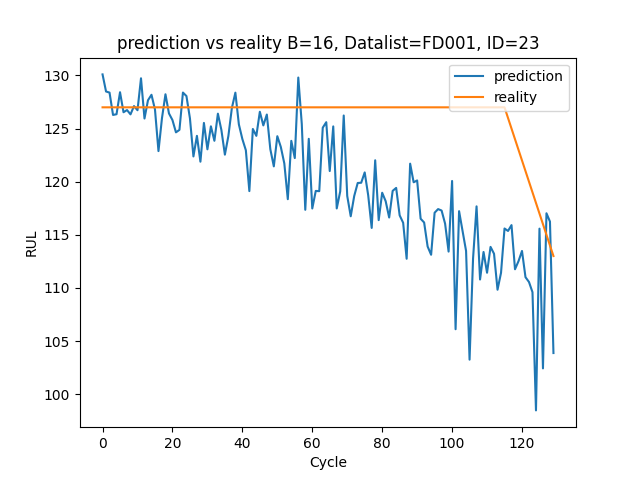 prediction vs reality B=16, Datalist=FD001, ID=23
prediction
reality
RUL
130
125
120
115
110
105
100
0 20 40 60 80 100 120
Cycle